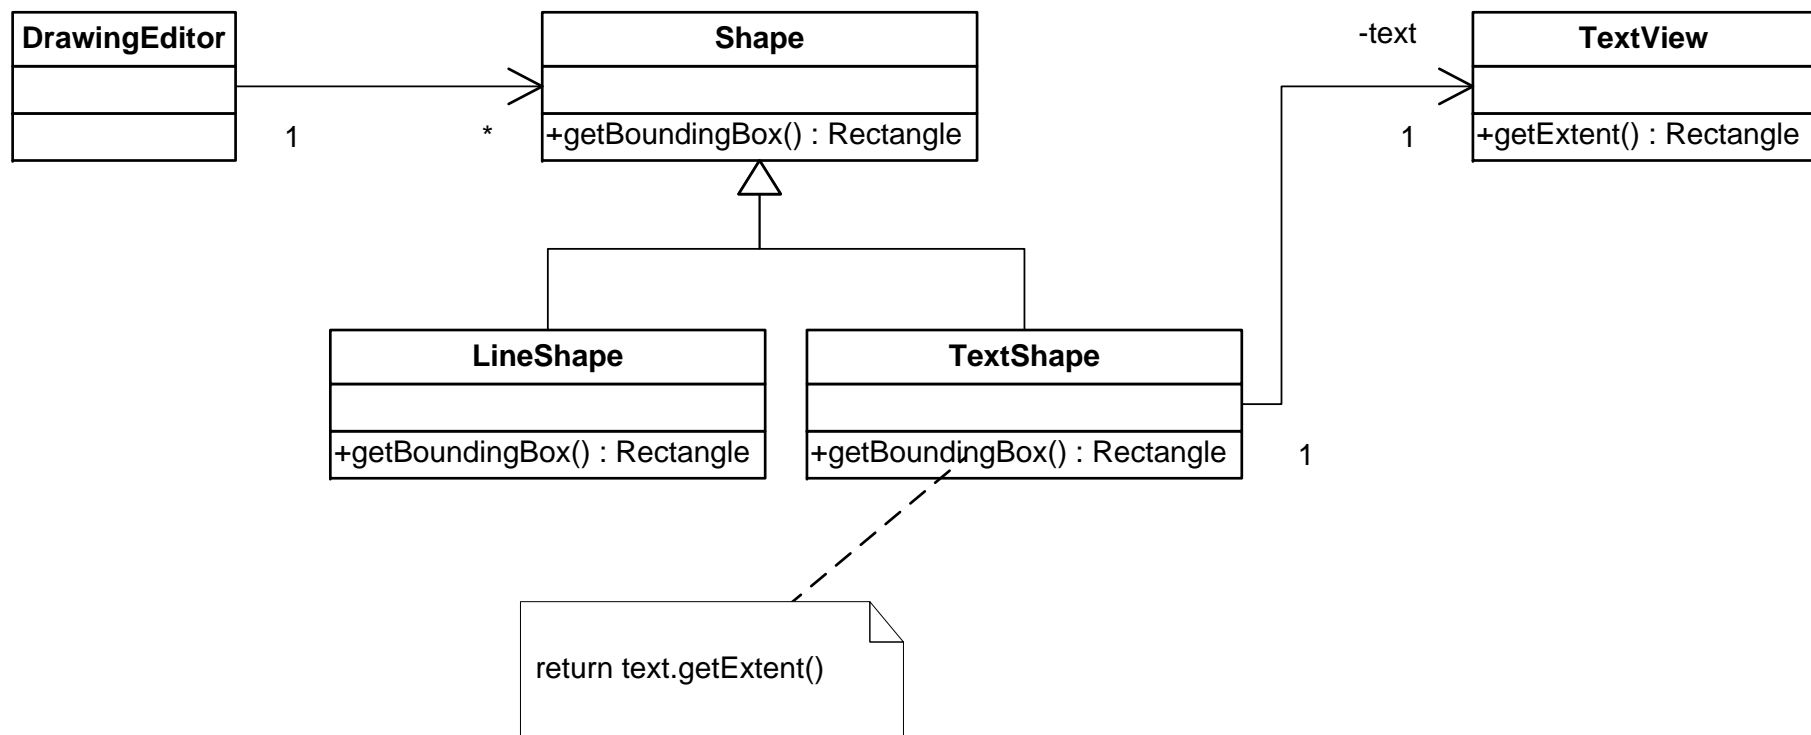 DrawingEditor
1
*
Shape
+getBoundingBox() : Rectangle
-text
1
TextView
+getExtent() : Rectangle
LineShape
+getBoundingBox() : Rectangle
TextShape
+getBoundingBox() : Rectangle
1
return text.getExtent()